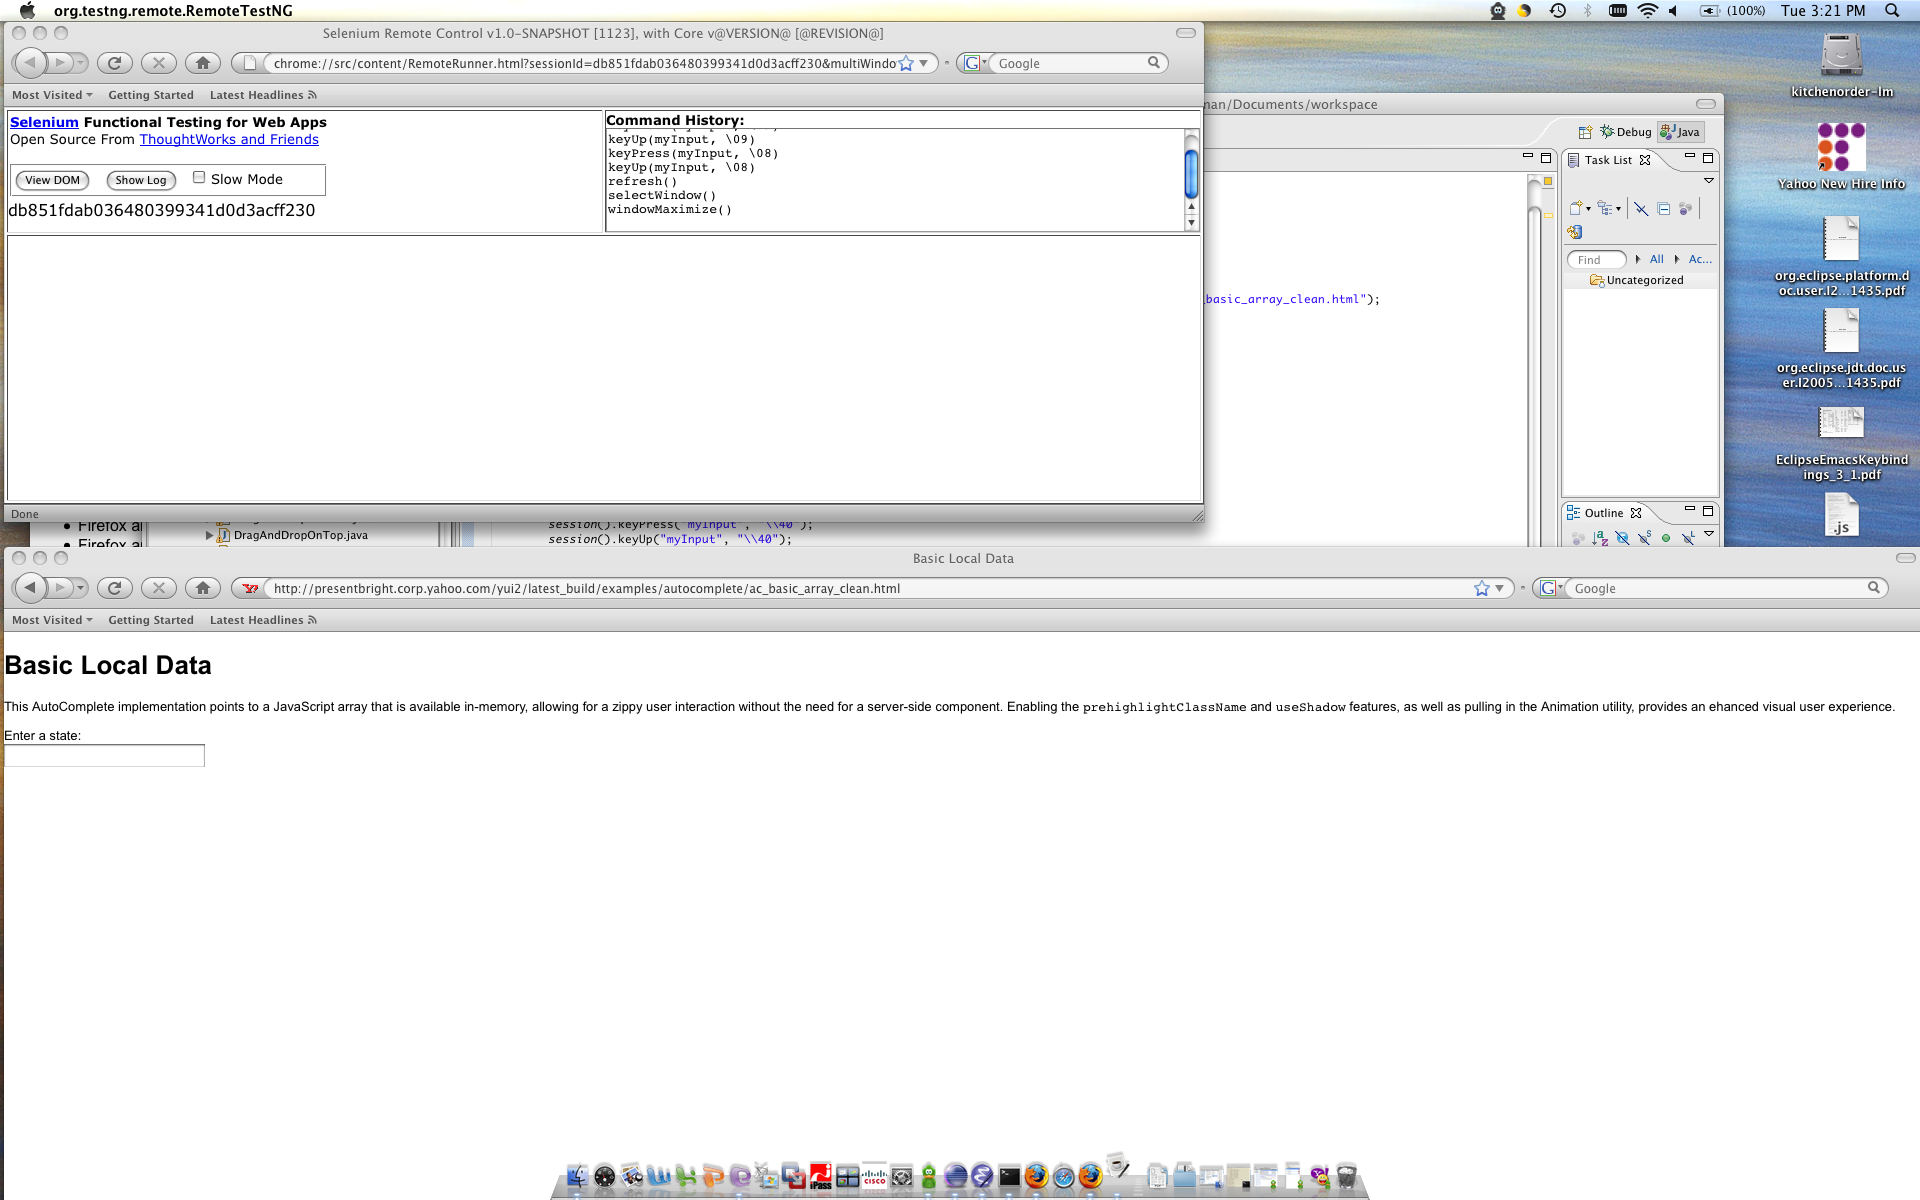 org.testng.remote.RemoteTestNG
(100%) Tue 3:21 PM
Selenium Remote Control v1.0-SNAPSHOT [1123], with Core v@VERSION@ [@REVISION@]
chrome://src/content/RemoteRunner.html?sessionId=db851fdab036480399341d0d3acff230&multiWindo
Google
Most Visited Getting Started Latest Headlines
Selenium Functional Testing for Web Apps
Open Source From ThoughtWorks and Friends
View DOM Show Log Slow Mode
db851fdab036480399341d0d3acff230
Command History:
keyUp(myInput, \09)
keyPress(myInput, \08)
keyUp(myInput, \08)
refresh()
selectWindow()
windowMaximize()
Done
man/Documents/workspace
Debug Java
Task List
Find All Ac...
Uncategorized
_basic_array_clean.html");
Outline
Firefox
Firefox
DragAndDropOnTop.java
session().keyPress("myInput", "\\40");
session().keyUp("myInput", "\\40");
kitchenorder-lm
Yahoo New Hire Info
org.eclipse.platform.d
oc.user.I2...1435.pdf
org.eclipse.jdt.doc.us
er.I2005...1435.pdf
EclipseEmacsKeybind
ings_3_1.pdf
.js
Basic Local Data
http://presentbright.corp.yahoo.com/yui2/latest_build/examples/autocomplete/ac_basic_array_clean.html
Google
Most Visited Getting Started Latest Headlines
Basic Local Data
This AutoComplete implementation points to a JavaScript array that is available in-memory, allowing for a zippy user interaction without the need for a server-side component. Enabling the prehighlightClassName and useShadow features, as well as pulling in the Animation utility, provides an ehanced visual user experience.
Enter a state:
iPass
CISCO